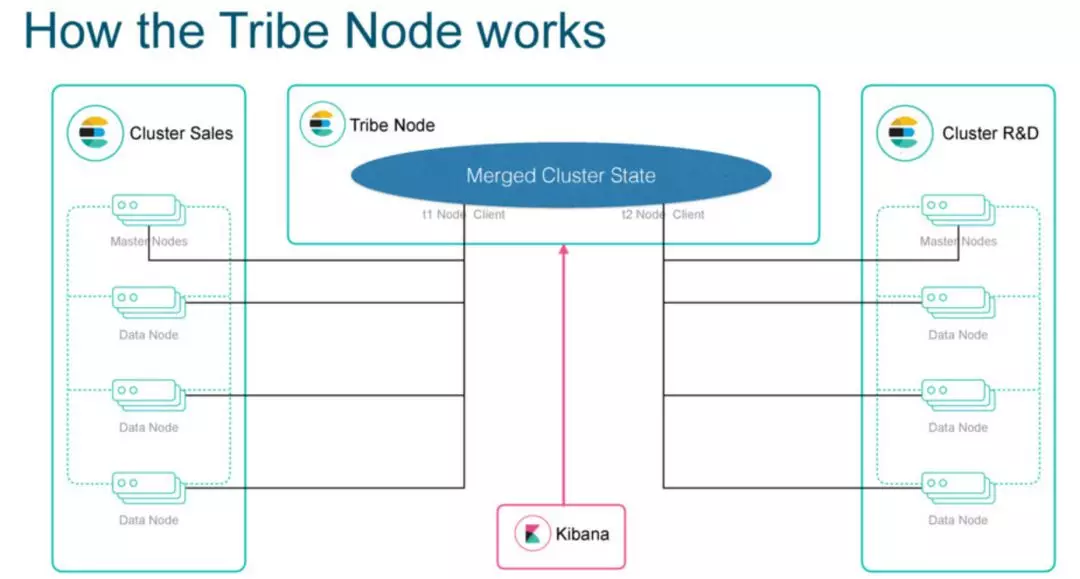 How the Tribe Node works
Cluster Sales
Master Nodes
Data Node
Data Node
Data Node
Tribe Node
Merged Cluster State
t1 Node Client
t2 Node Client
Kibana
Cluster R&D
Master Nodes
Data Node
Data Node
Data Node